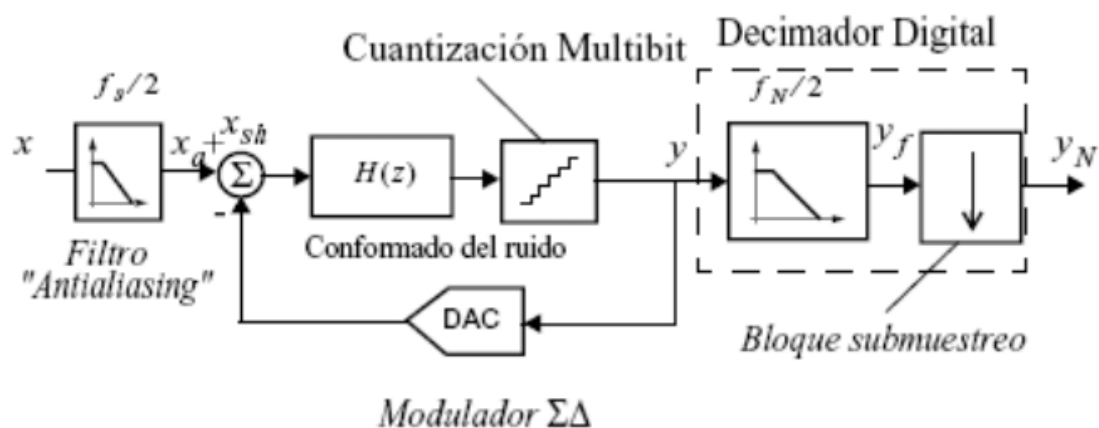 Cuantización Multibit
Decimador Digital
f_s/2
f_N/2
x
x_a
+
x_sh
Σ
-
H(z)
y
y_f
y_N
Filtro
"Antialiasing"
Conformado del ruido
DAC
Bloque submuestreo
Modulador ΣΔ